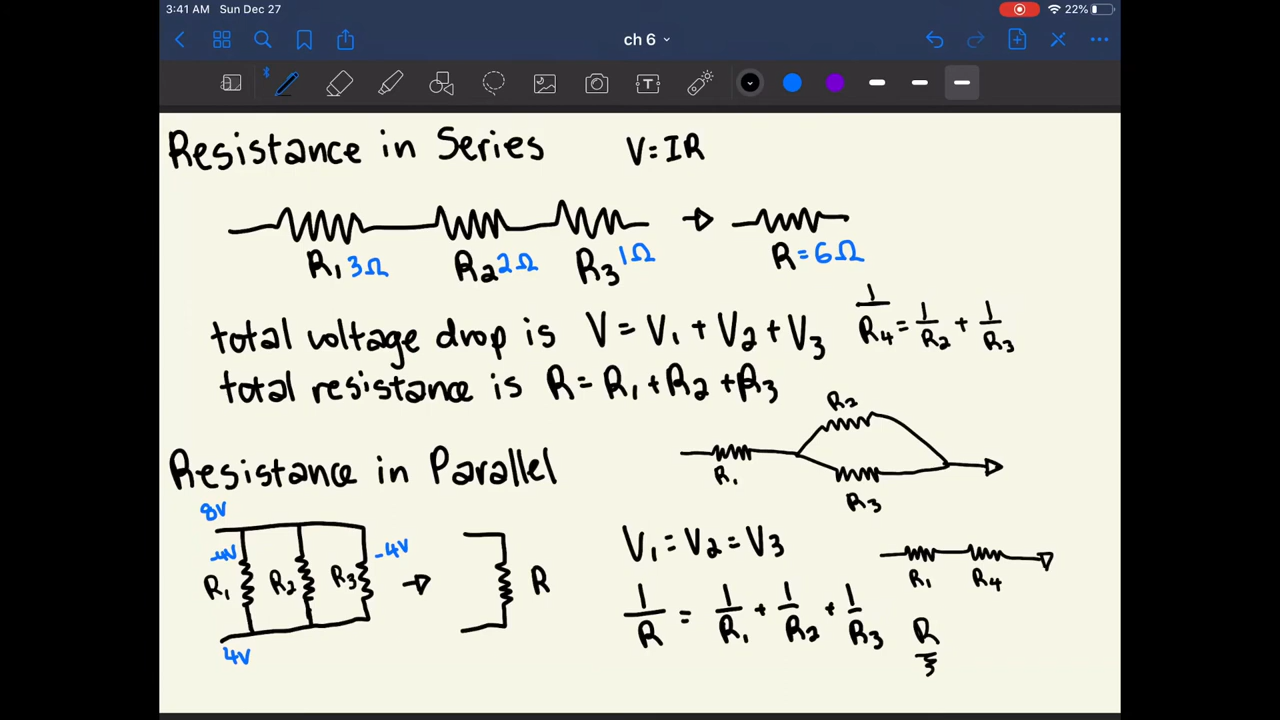 3:41 AM Sun Dec 27
22%
ch 6
T
Resistance in Series V = IR
R1 3Ω R2 2Ω R3 1Ω R = 6Ω
total voltage drop is V = V1 + V2 + V3
1/R4 = 1/R2 + 1/R3
total resistance is R = R1 + R2 + R3
R2
R1
R3
Resistance in Parallel
8V
-4V
-4V
R1 R2 R3
R
4V
V1 = V2 = V3
R1 R4
1/R = 1/R1 + 1/R2 + 1/R3
R